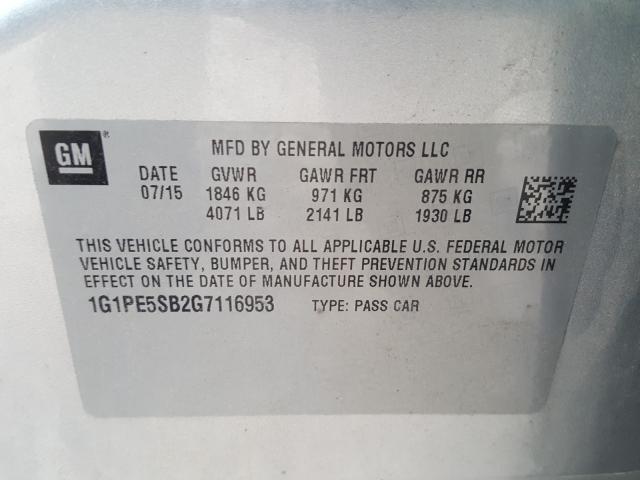 GM®
MFD BY GENERAL MOTORS LLC
DATE GVWR GAWR FRT GAWR RR
07/15 1846 KG 971 KG 875 KG
4071 LB 2141 LB 1930 LB
THIS VEHICLE CONFORMS TO ALL APPLICABLE U.S. FEDERAL MOTOR
VEHICLE SAFETY, BUMPER, AND THEFT PREVENTION STANDARDS IN
EFFECT ON THE DATE OF MANUFACTURE SHOWN ABOVE.
1G1PE5SB2G7116953 TYPE: PASS CAR